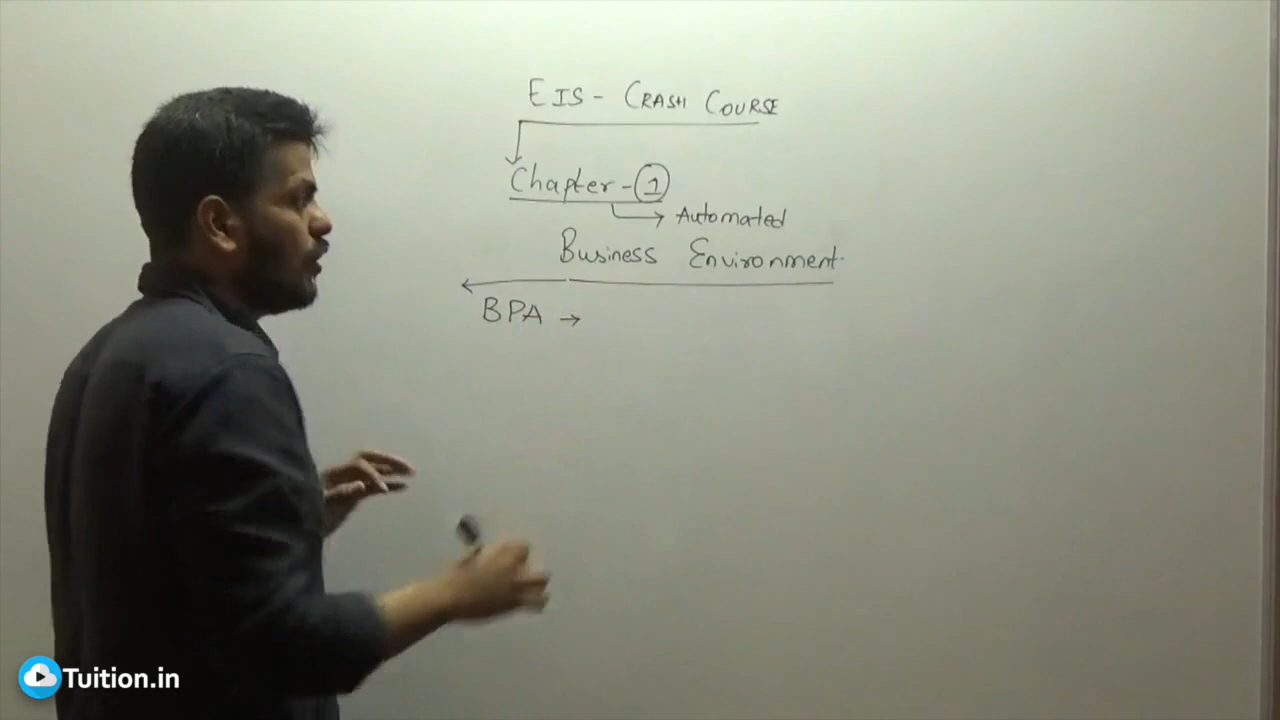 EIS - CRASH COURSE
Chapter - 1
→ Automated
Business Environment.
BPA →
Tuition.in